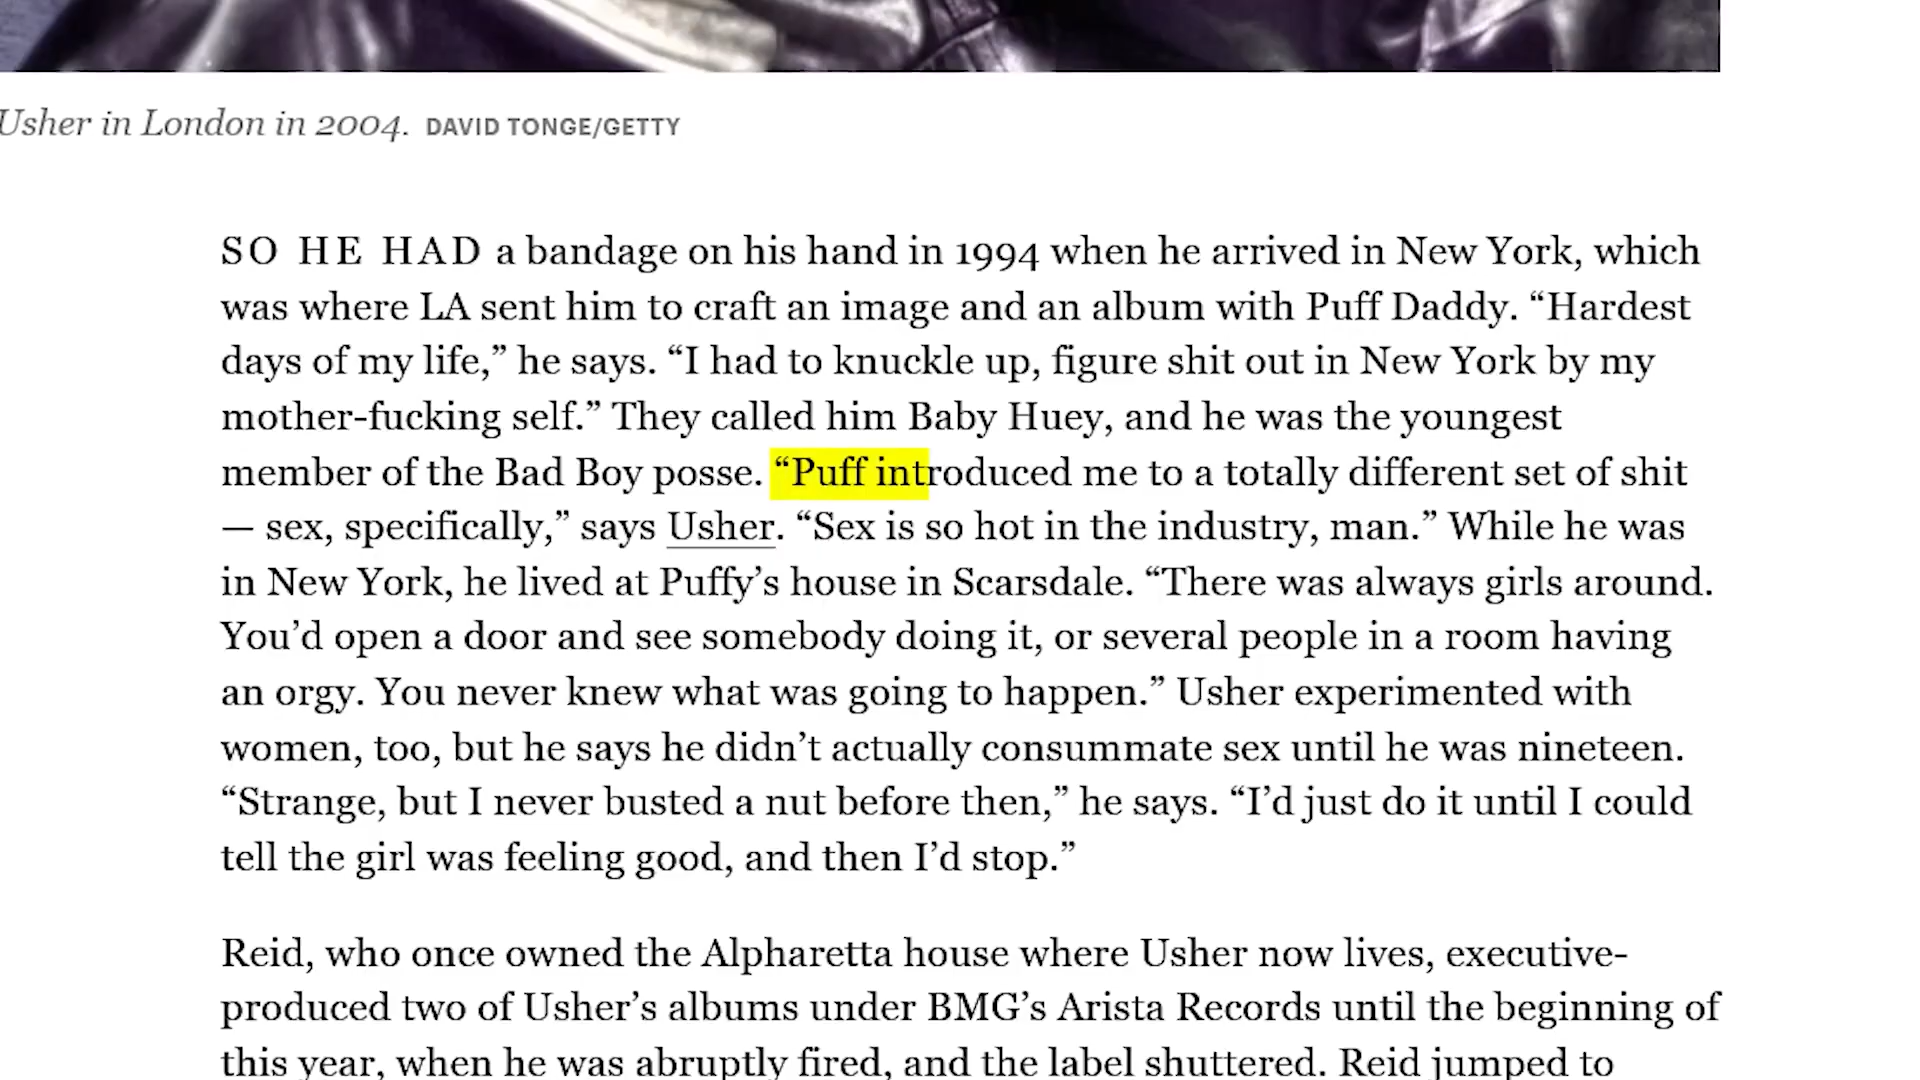 Usher in London in 2004. DAVID TONGE/GETTY
SO HE HAD a bandage on his hand in 1994 when he arrived in New York, which
was where LA sent him to craft an image and an album with Puff Daddy. “Hardest
days of my life,” he says. “I had to knuckle up, figure shit out in New York by my
mother-fucking self.” They called him Baby Huey, and he was the youngest
member of the Bad Boy posse. “Puff introduced me to a totally different set of shit
— sex, specifically,” says Usher. “Sex is so hot in the industry, man.” While he was
in New York, he lived at Puffy’s house in Scarsdale. “There was always girls around.
You’d open a door and see somebody doing it, or several people in a room having
an orgy. You never knew what was going to happen.” Usher experimented with
women, too, but he says he didn’t actually consummate sex until he was nineteen.
“Strange, but I never busted a nut before then,” he says. “I’d just do it until I could
tell the girl was feeling good, and then I’d stop.”
Reid, who once owned the Alpharetta house where Usher now lives, executive-
produced two of Usher’s albums under BMG’s Arista Records until the beginning of
this year, when he was abruptly fired, and the label shuttered. Reid jumped to